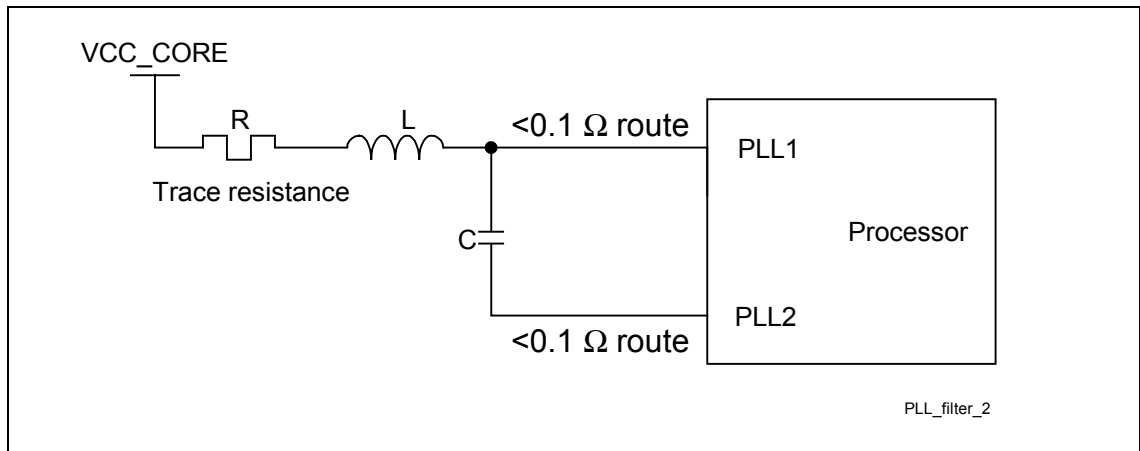 VCC_CORE
R
L
<0.1 Ω route
Trace resistance
PLL1
Processor
C
PLL2
<0.1 Ω route
PLL_filter_2